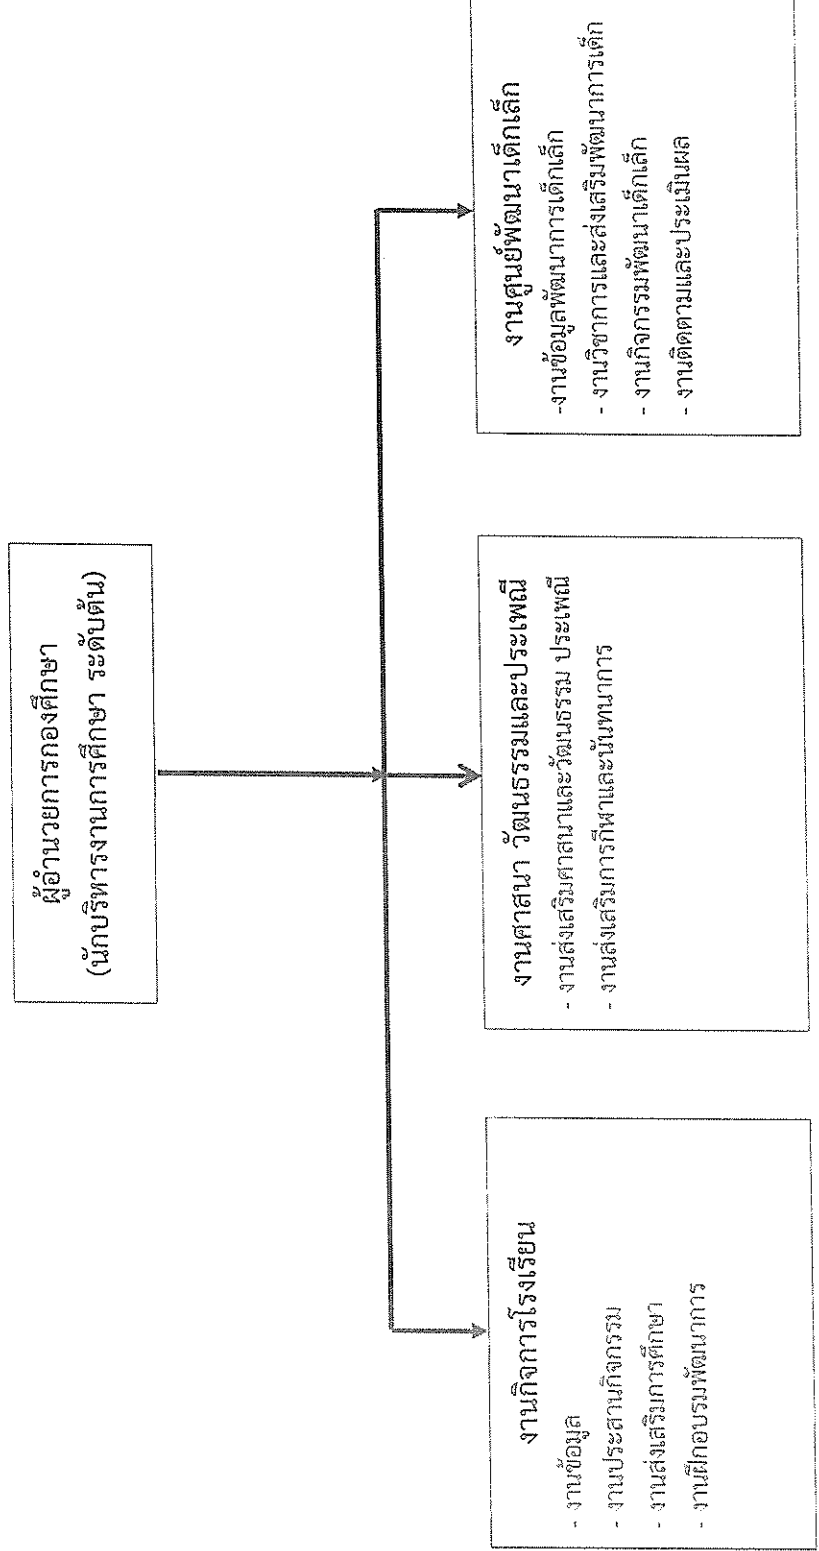 ผู้อำนวยการกองศึกษา
(นักบริหารงานการศึกษา ระดับต้น)
งานกิจการโรงเรียน
- งานข้อมูล
- งานประสานกิจกรรม
- งานส่งเสริมการศึกษา
- งานฝึกอบรมพัฒนาการ
งานศาสนา วัฒนธรรมและประเพณี
- งานส่งเสริมศาสนาและวัฒนธรรม ประเพณี
- งานส่งเสริมการกีฬาและนันทนาการ
งานศูนย์พัฒนาเด็กเล็ก
-งานข้อมูลพัฒนาการเด็กเล็ก
- งานวิชาการและส่งเสริมพัฒนาการเด็ก
- งานกิจกรรมพัฒนาเด็กเล็ก
- งานติดตามและประเมินผล